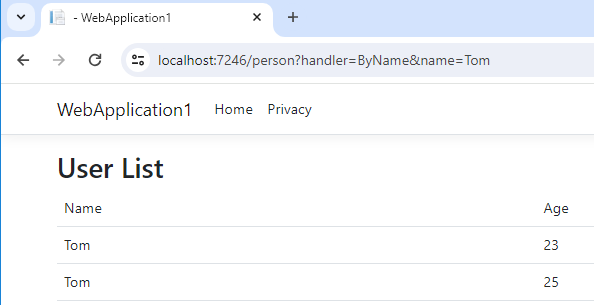 - WebApplication1
localhost:7246/person?handler=ByName&name=Tom
WebApplication1 Home Privacy
User List
Name Age
Tom 23
Tom 25